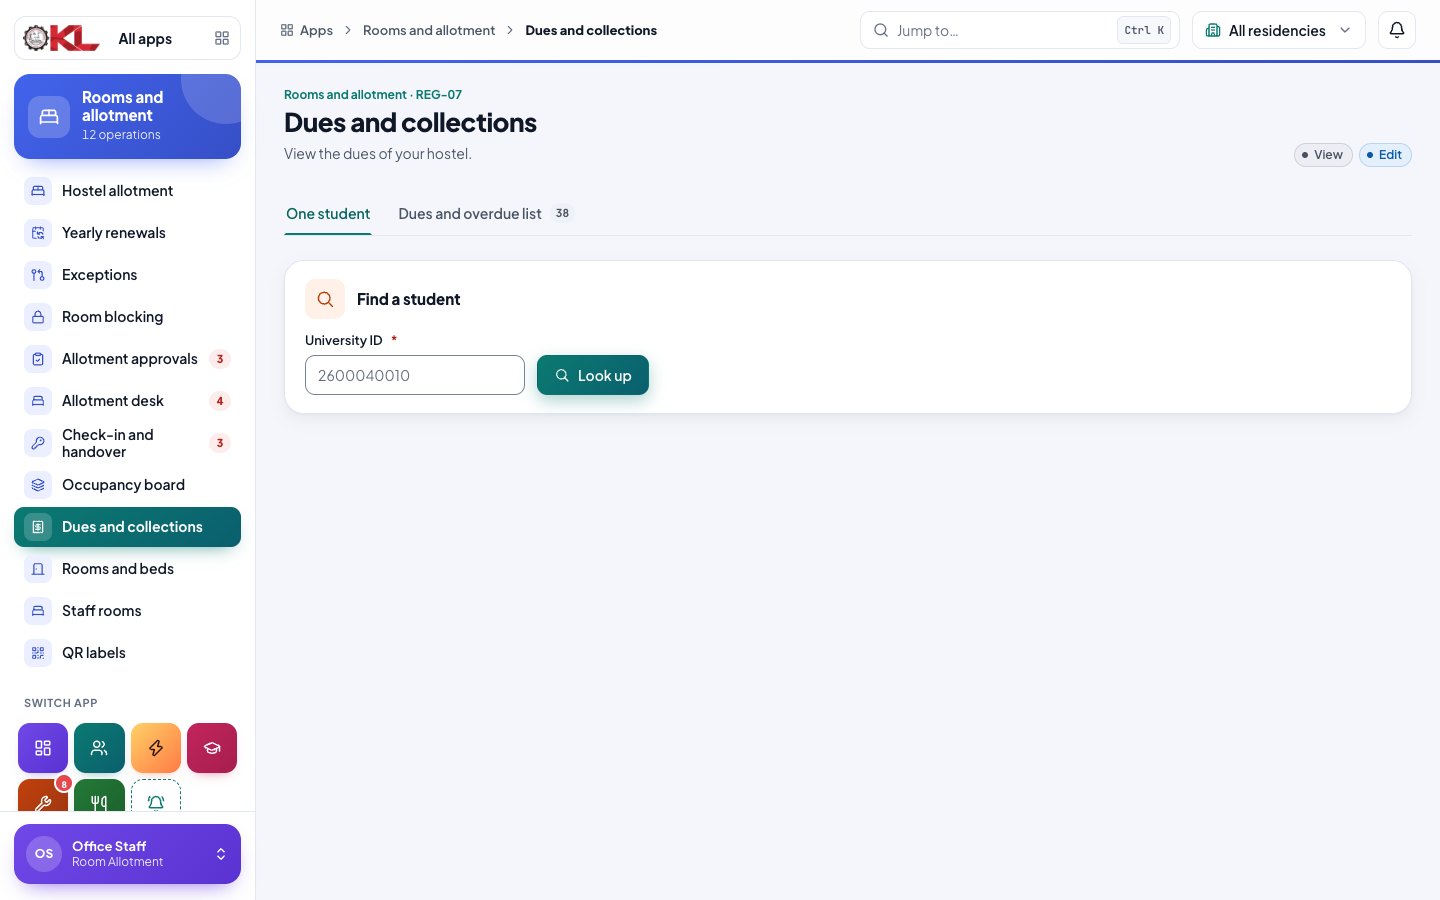 KL
All apps
Rooms and
allotment
12 operations
Hostel allotment
Yearly renewals
Exceptions
Room blocking
Allotment approvals 3
Allotment desk 4
Check-in and
handover 3
Occupancy board
Dues and collections
Rooms and beds
Staff rooms
QR labels
SWITCH APP
8
OS
Office Staff
Room Allotment
Apps > Rooms and allotment > Dues and collections
Jump to... Ctrl K
All residencies
Rooms and allotment · REG-07
Dues and collections
View the dues of your hostel.
View Edit
One student Dues and overdue list 38
Find a student
University ID *
2600040010 Look up